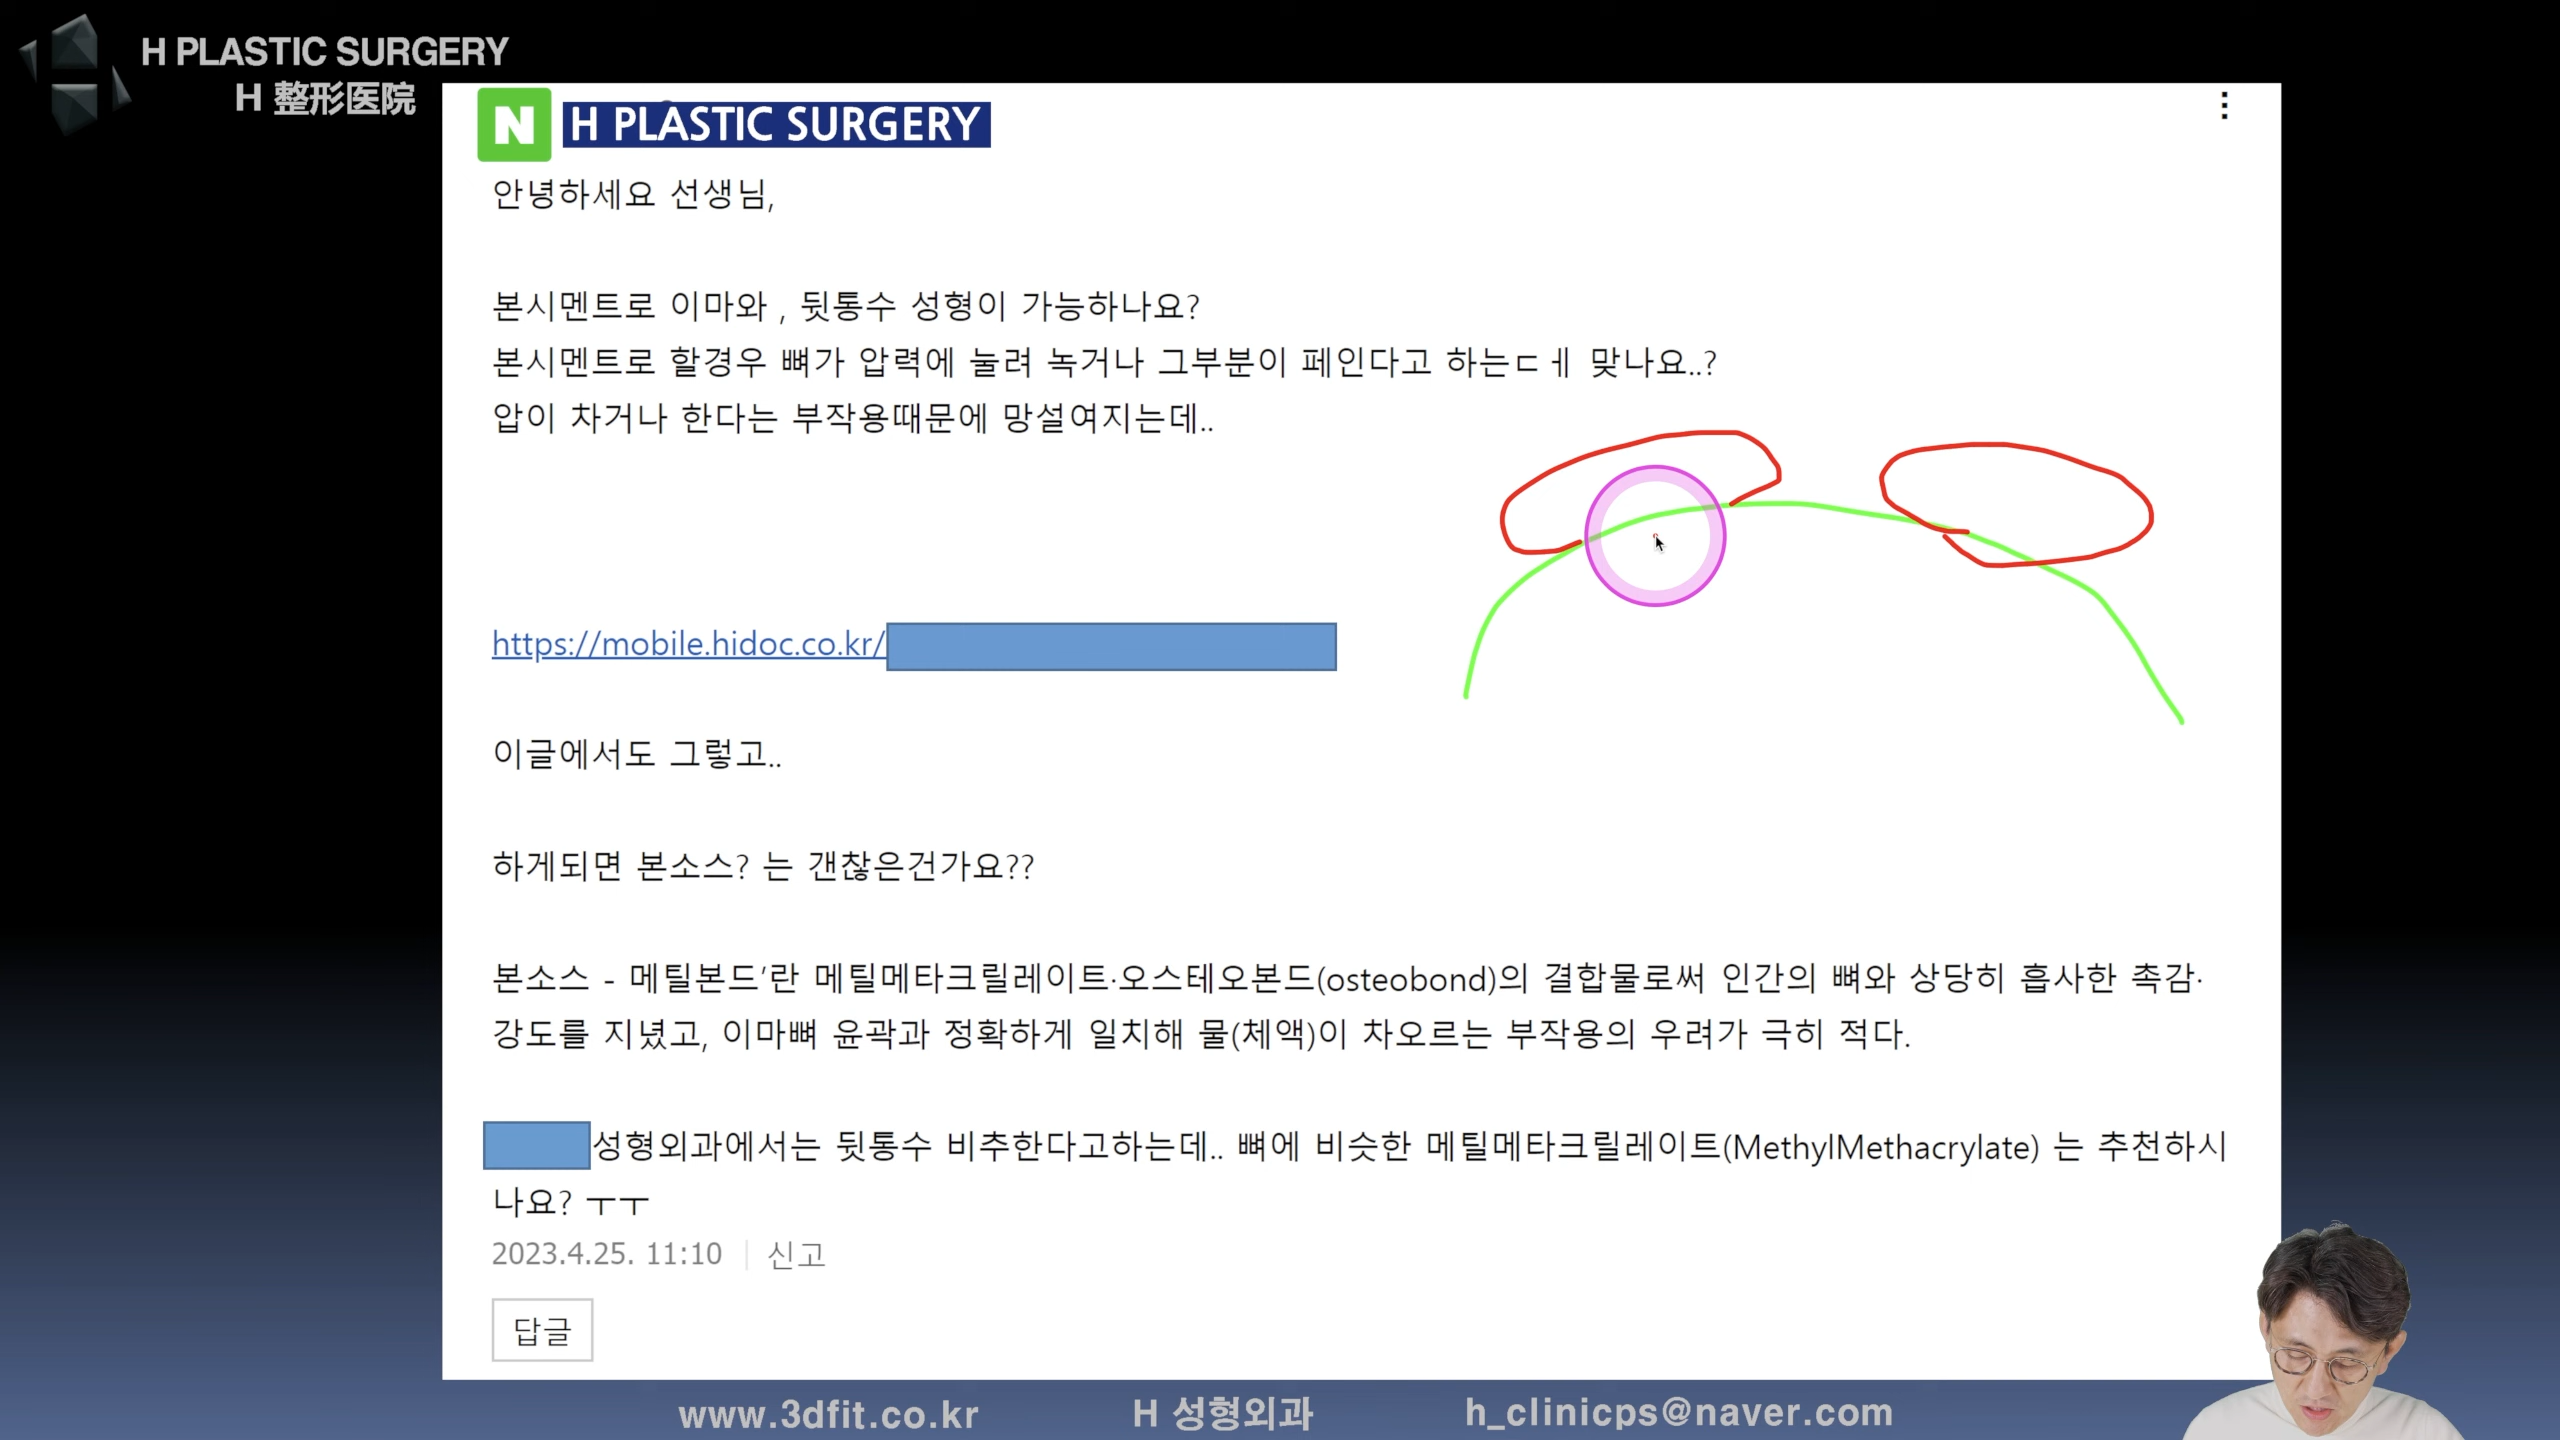 H PLASTIC SURGERY
H 整形医院
N H PLASTIC SURGERY
안녕하세요 선생님,
본시멘트로 이마와 , 뒷통수 성형이 가능하나요?
본시멘트로 할경우 뼈가 압력에 눌려 녹거나 그부분이 페인다고 하는ㄷㅔ 맞나요..?
압이 차거나 한다는 부작용때문에 망설여지는데..
https://mobile.hidoc.co.kr/
이글에서도 그렇고..
하게되면 본소스? 는 갠찮은건가요??
본소스 - 메틸본드’란 메틸메타크릴레이트·오스테오본드(osteobond)의 결합물로써 인간의 뼈와 상당히 흡사한 촉감·
강도를 지녔고, 이마뼈 윤곽과 정확하게 일치해 물(체액)이 차오르는 부작용의 우려가 극히 적다.
성형외과에서는 뒷통수 비추한다고하는데.. 뼈에 비슷한 메틸메타크릴레이트(MethylMethacrylate) 는 추천하시
나요? ㅜㅜ
2023.4.25. 11:10 신고
답글
www.3dfit.co.kr H 성형외과 h_clinicps@naver.com